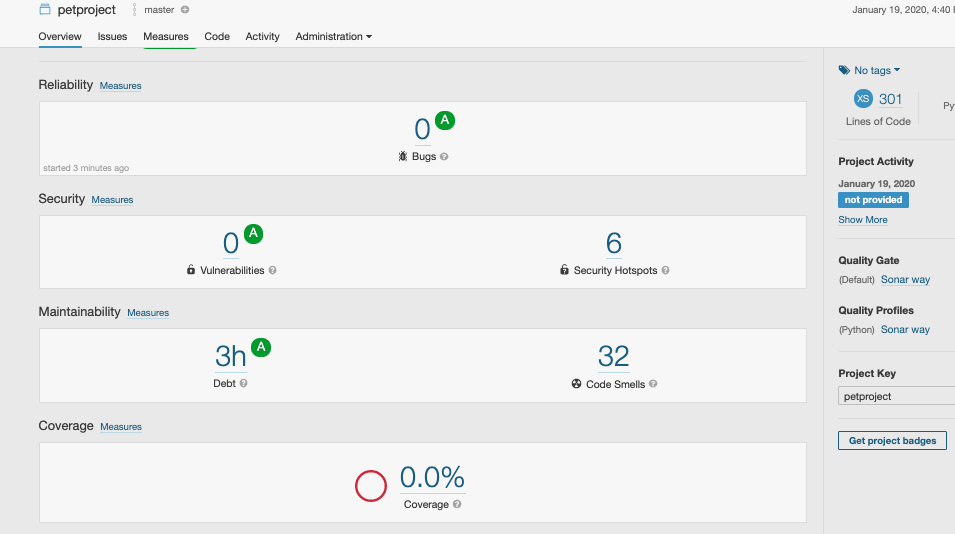 petproject master January 19, 2020, 4:40
Overview Issues Measures Code Activity Administration
Reliability Measures
0 A
Bugs
started 3 minutes ago
Security Measures
0 A
Vulnerabilities
6
Security Hotspots
Maintainability Measures
3h A
Debt
32
Code Smells
Coverage Measures
0.0%
Coverage
No tags
XS 301
Lines of Code
Py
Project Activity
January 19, 2020
not provided
Show More
Quality Gate
(Default) Sonar way
Quality Profiles
(Python) Sonar way
Project Key
petproject
Get project badges